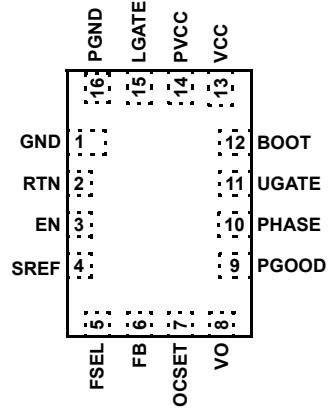 PGND
LGATE
PVCC
VCC
16
15
14
13
GND 1
12 BOOT
RTN 2
11 UGATE
EN 3
10 PHASE
SREF 4
9 PGOOD
5
6
7
8
FSEL
FB
OCSET
VO